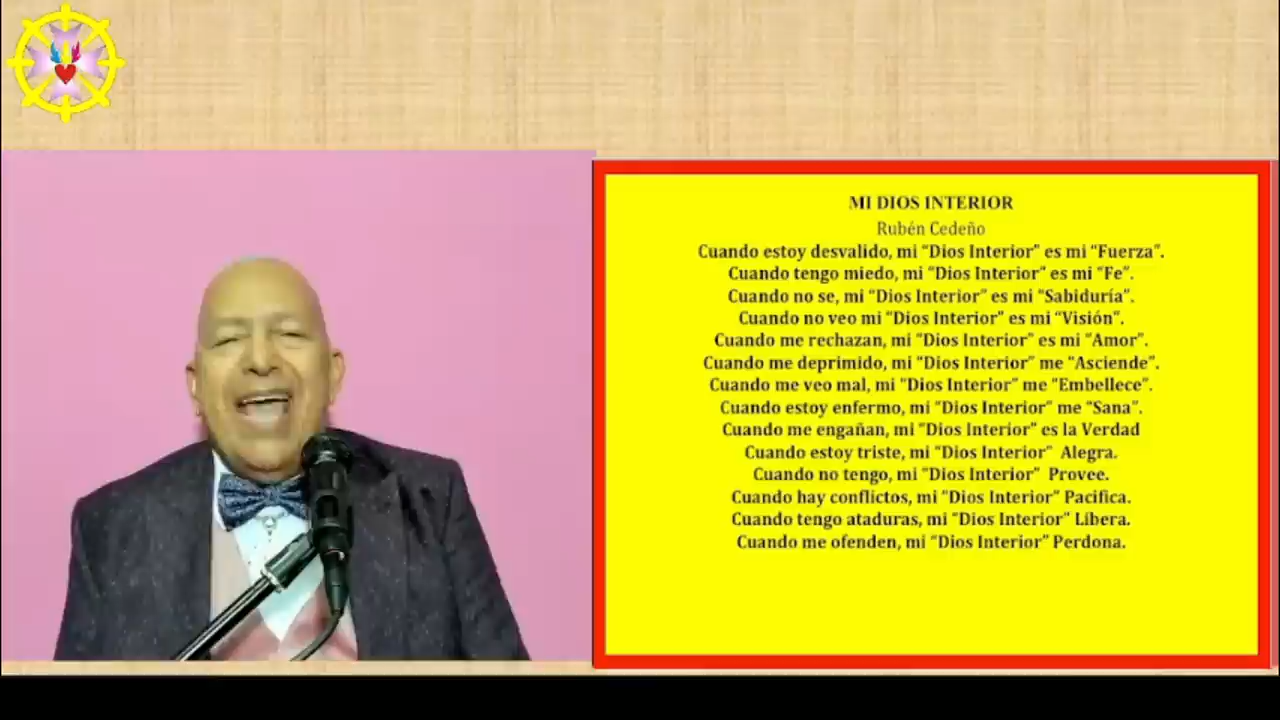 MI DIOS INTERIOR
Rubén Cedeño
Cuando estoy desvalido, mi “Dios Interior” es mi “Fuerza”.
Cuando tengo miedo, mi “Dios Interior” es mi “Fe”.
Cuando no se, mi “Dios Interior” es mi “Sabiduría”.
Cuando no veo mi “Dios Interior” es mi “Visión”.
Cuando me rechazan, mi “Dios Interior” es mi “Amor”.
Cuando me deprimido, mi “Dios Interior” me “Asciende”.
Cuando me veo mal, mi “Dios Interior” me “Embellece”.
Cuando estoy enfermo, mi “Dios Interior” me “Sana”.
Cuando me engañan, mi “Dios Interior” es la Verdad
Cuando estoy triste, mi “Dios Interior” Alegra.
Cuando no tengo, mi “Dios Interior” Provee.
Cuando hay conflictos, mi “Dios Interior” Pacifica.
Cuando tengo ataduras, mi “Dios Interior” Libera.
Cuando me ofenden, mi “Dios Interior” Perdona.